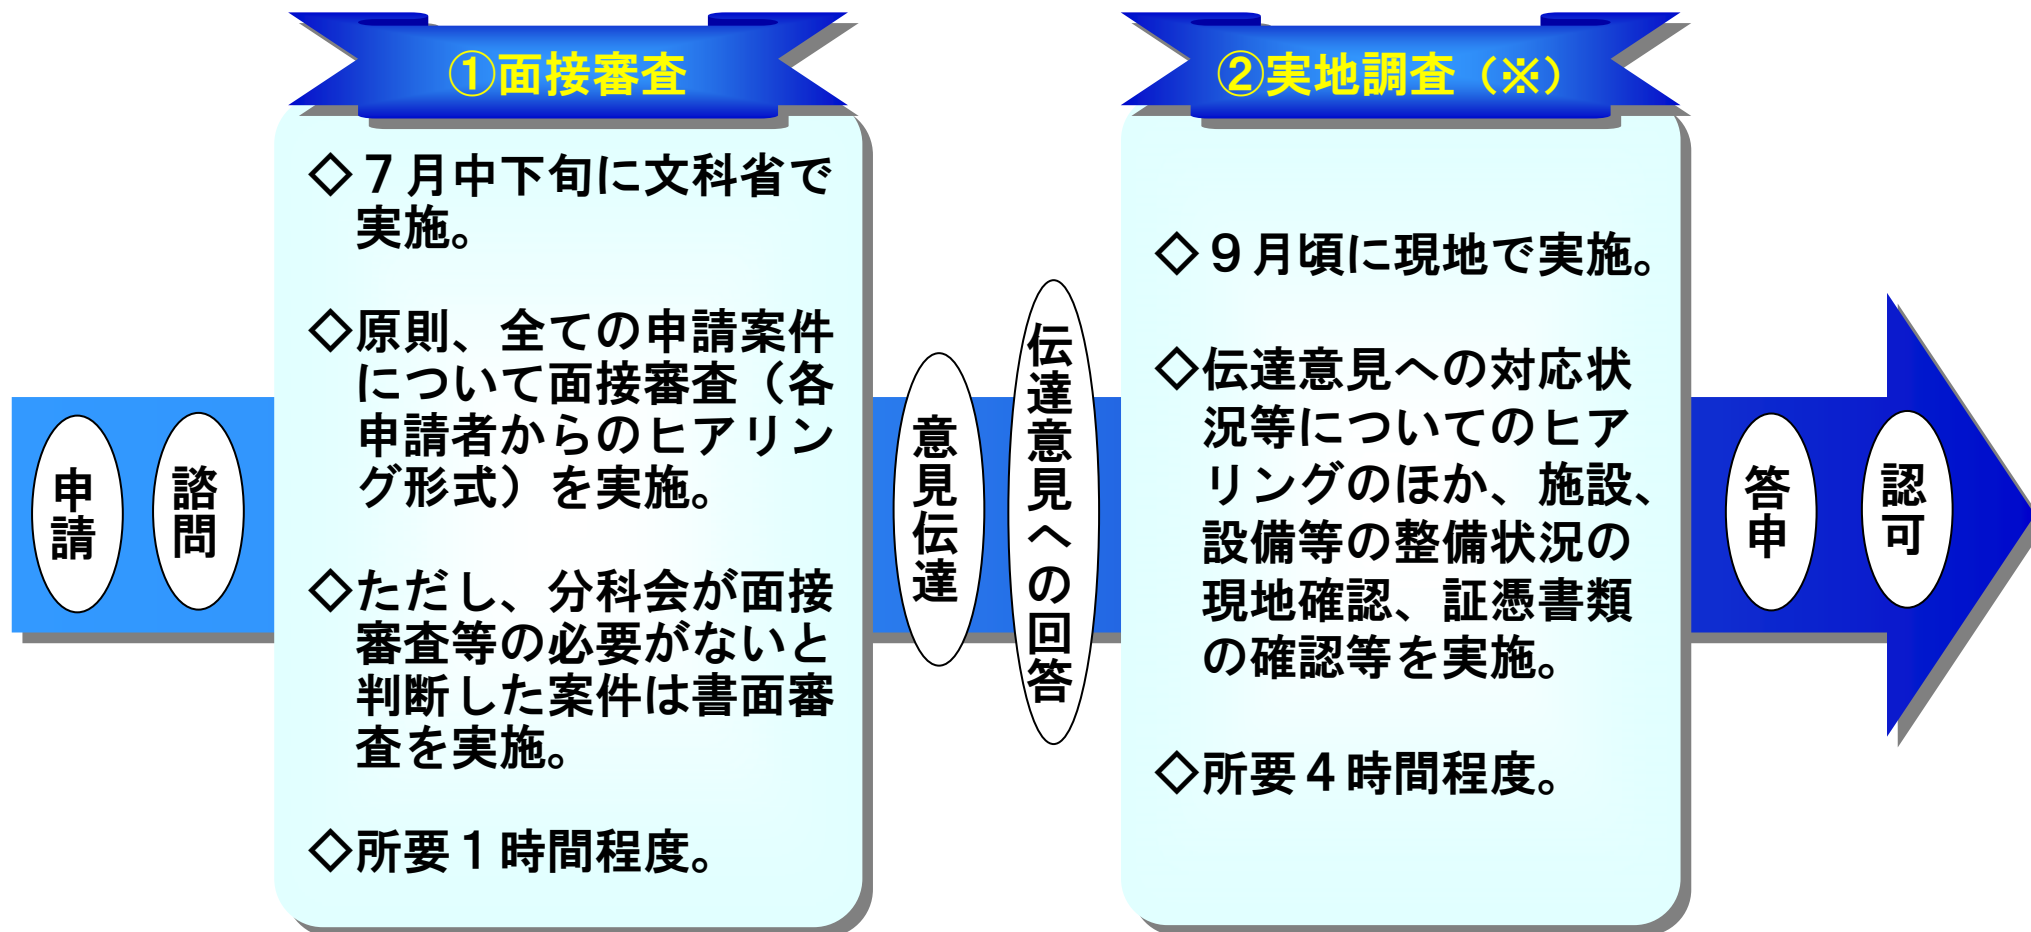 申請
諮問
①面接審査
◇７月中下旬に文科省で
実施。
◇原則、全ての申請案件
について面接審査（各
申請者からのヒアリン
グ形式）を実施。
◇ただし、分科会が面接
審査等の必要がないと
判断した案件は書面審
査を実施。
◇所要１時間程度。
意見伝達
伝達意見への回答
②実地調査（※）
◇９月頃に現地で実施。
◇伝達意見への対応状
況等についてのヒア
リングのほか、施設、
設備等の整備状況の
現地確認、証憑書類
の確認等を実施。
◇所要４時間程度。
答申
認可